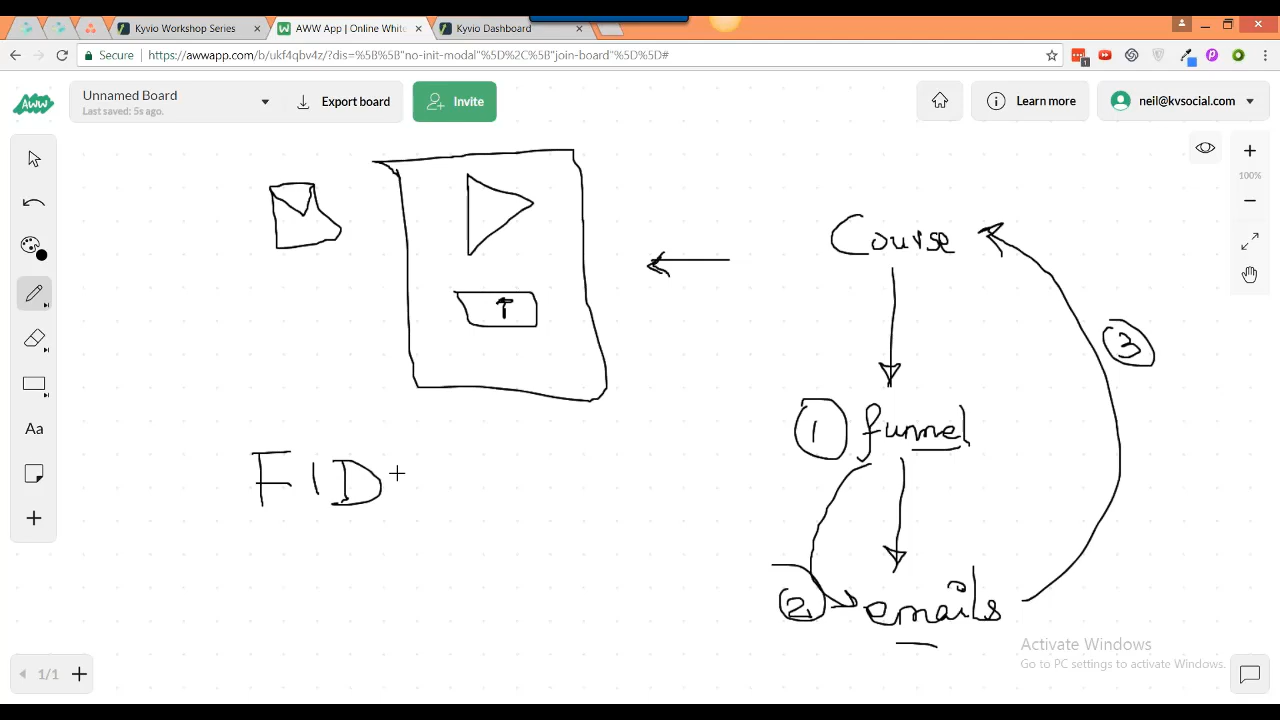 Kyvio Workshop Series
AWW App | Online White
Kyvio Dashboard
Secure
https://awwapp.com/b/ukf4qbv4z/?dis=%5B%5B"no-init-modal"%5D%2C%5B"join-board"%5D%5D#
1
AWW
Unnamed Board
Last saved: 5s ago.
Export board
Invite
Learn more
neil@kvsocial.com
100%
Aa
Course
3
1 funnel
FID
2 emails
Activate Windows
Go to PC settings to activate Windows.
1/1